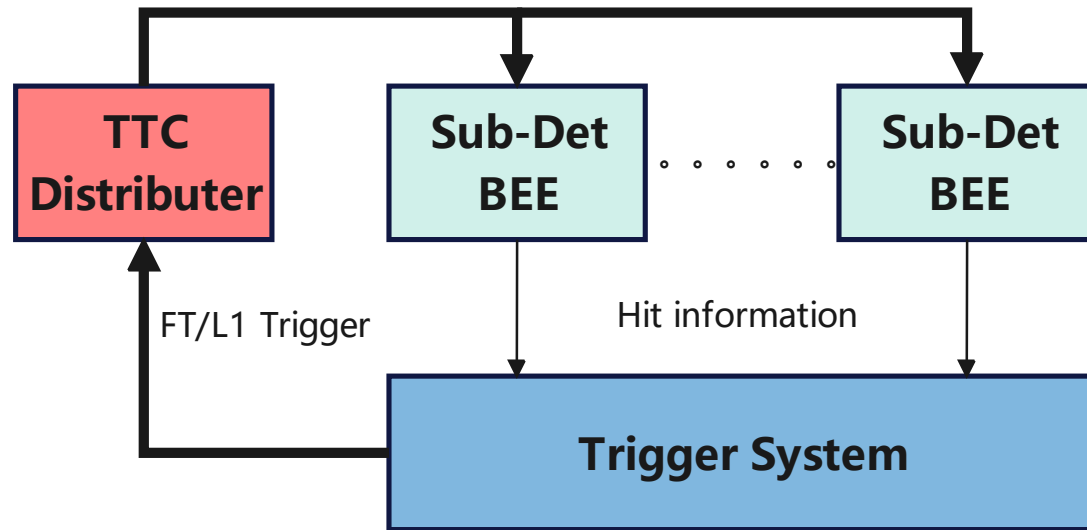 TTC
Distributer
Sub-Det
BEE
Sub-Det
BEE
FT/L1 Trigger
Hit information
Trigger System